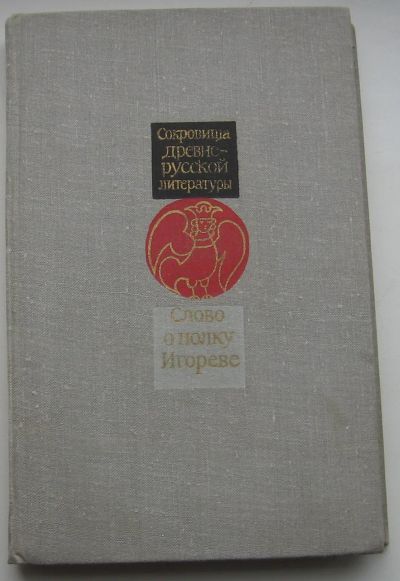 Сокровища
древне-
русской
литературы
Слово
о полку
Игореве